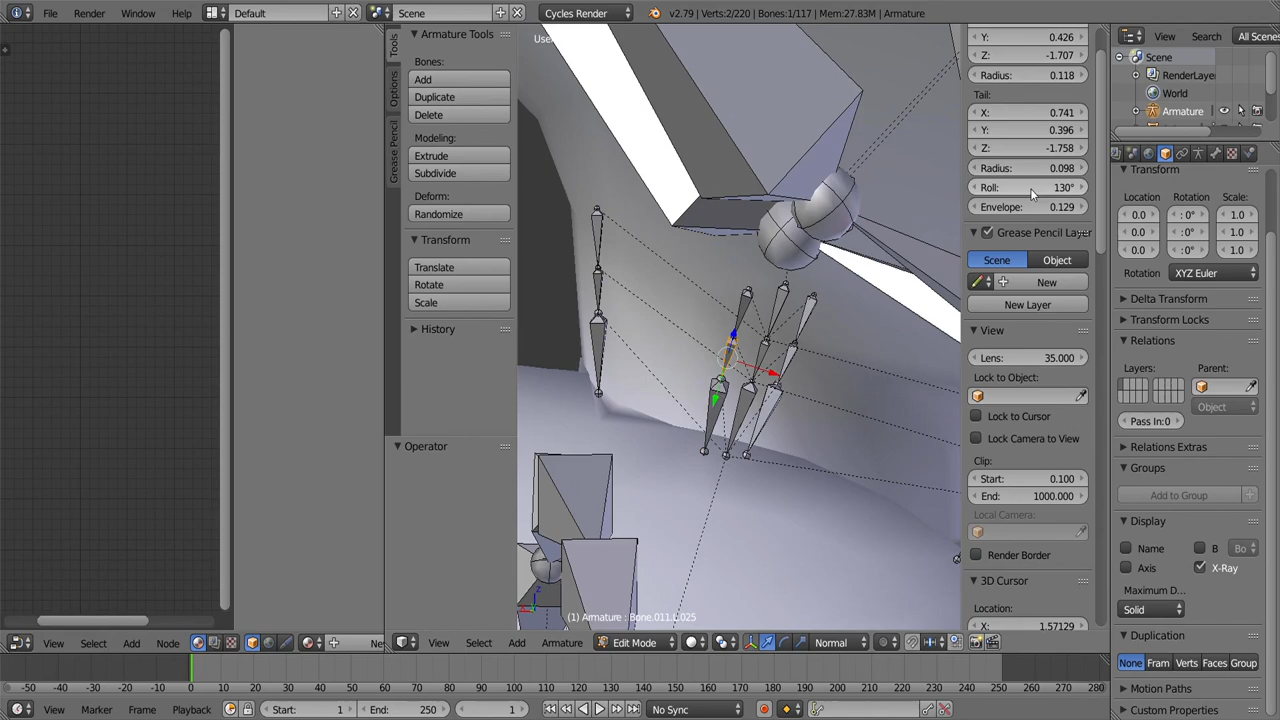 File Render Window Help Default Scene Cycles Render v2.79 | Verts:2/220 | Bones:1/117 | Mem:27.83M | Armature
Tools
Options
Grease Pencil
Armature Tools
Bones:
Add
Duplicate
Delete
Modeling:
Extrude
Subdivide
Deform:
Randomize
Transform
Translate
Rotate
Scale
History
Operator
(1) Armature : Bone.011.L.025
Y: 0.426
Z: -1.707
Radius: 0.118
Tail:
X: 0.741
Y: 0.396
Z: -1.758
Radius: 0.098
Roll: 130°
Envelope: 0.129
Grease Pencil Laye
Scene Object
New
New Layer
View
Lens: 35.000
Lock to Object:
Lock to Cursor
Lock Camera to View
Clip:
Start: 0.100
End: 1000.000
Local Camera:
Render Border
3D Cursor
Location:
X: 1.57129
View Search All Scenes
Scene
RenderLaye
World
Armature
Transform
Location Rotation Scale
0.0 : 0° 1.0
0.0 : 0° 1.0
0.0 : 0° 1.0
Rotation XYZ Euler
Delta Transform
Transform Locks
Relations
Layers: Parent:
Object
Pass In:0
Relations Extras
Groups
Add to Group
Display
Name B Bo
Axis X-Ray
Maximum D...
Solid
Duplication
None Fram Verts Faces Group
Motion Paths
Custom Properties
View Select Add Node Ne View Select Add Armature Edit Mode Normal
-50 -40 -30 -20 -10 0 10 20 30 40 50 60 70 80 90 100 110 120 130 140 150 160 170 180 190 200 210 220 230 240 250 260 270 280
View Marker Frame Playback Start: 1 End: 250 1 No Sync